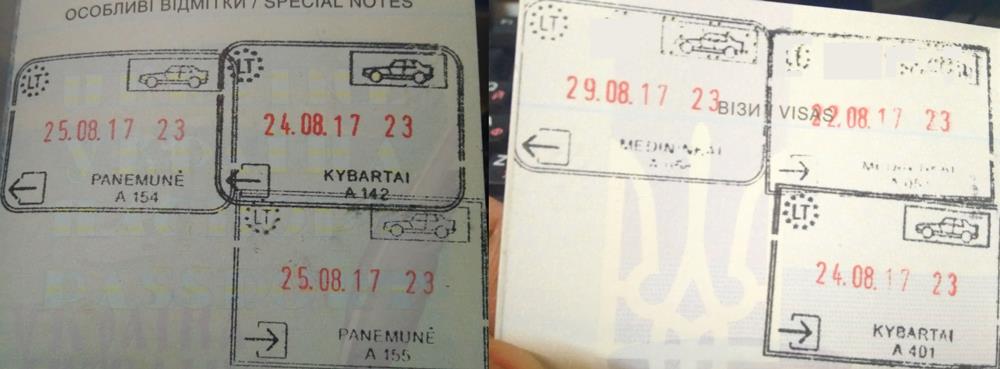 ОСОБЛИВІ ВІДМІТКИ / SPECIAL NOTES
LT
25.08.17 23
PANEMUNĖ
A 154
LT
24.08.17 23
KYBARTAI
A 142
LT
25.08.17 23
PANEMUNĖ
A 155
LT
29.08.17 23
MEDININKAI
ВІЗИ / VISAS
22.08.17 23
LT
24.08.17 23
KYBARTAI
A 401